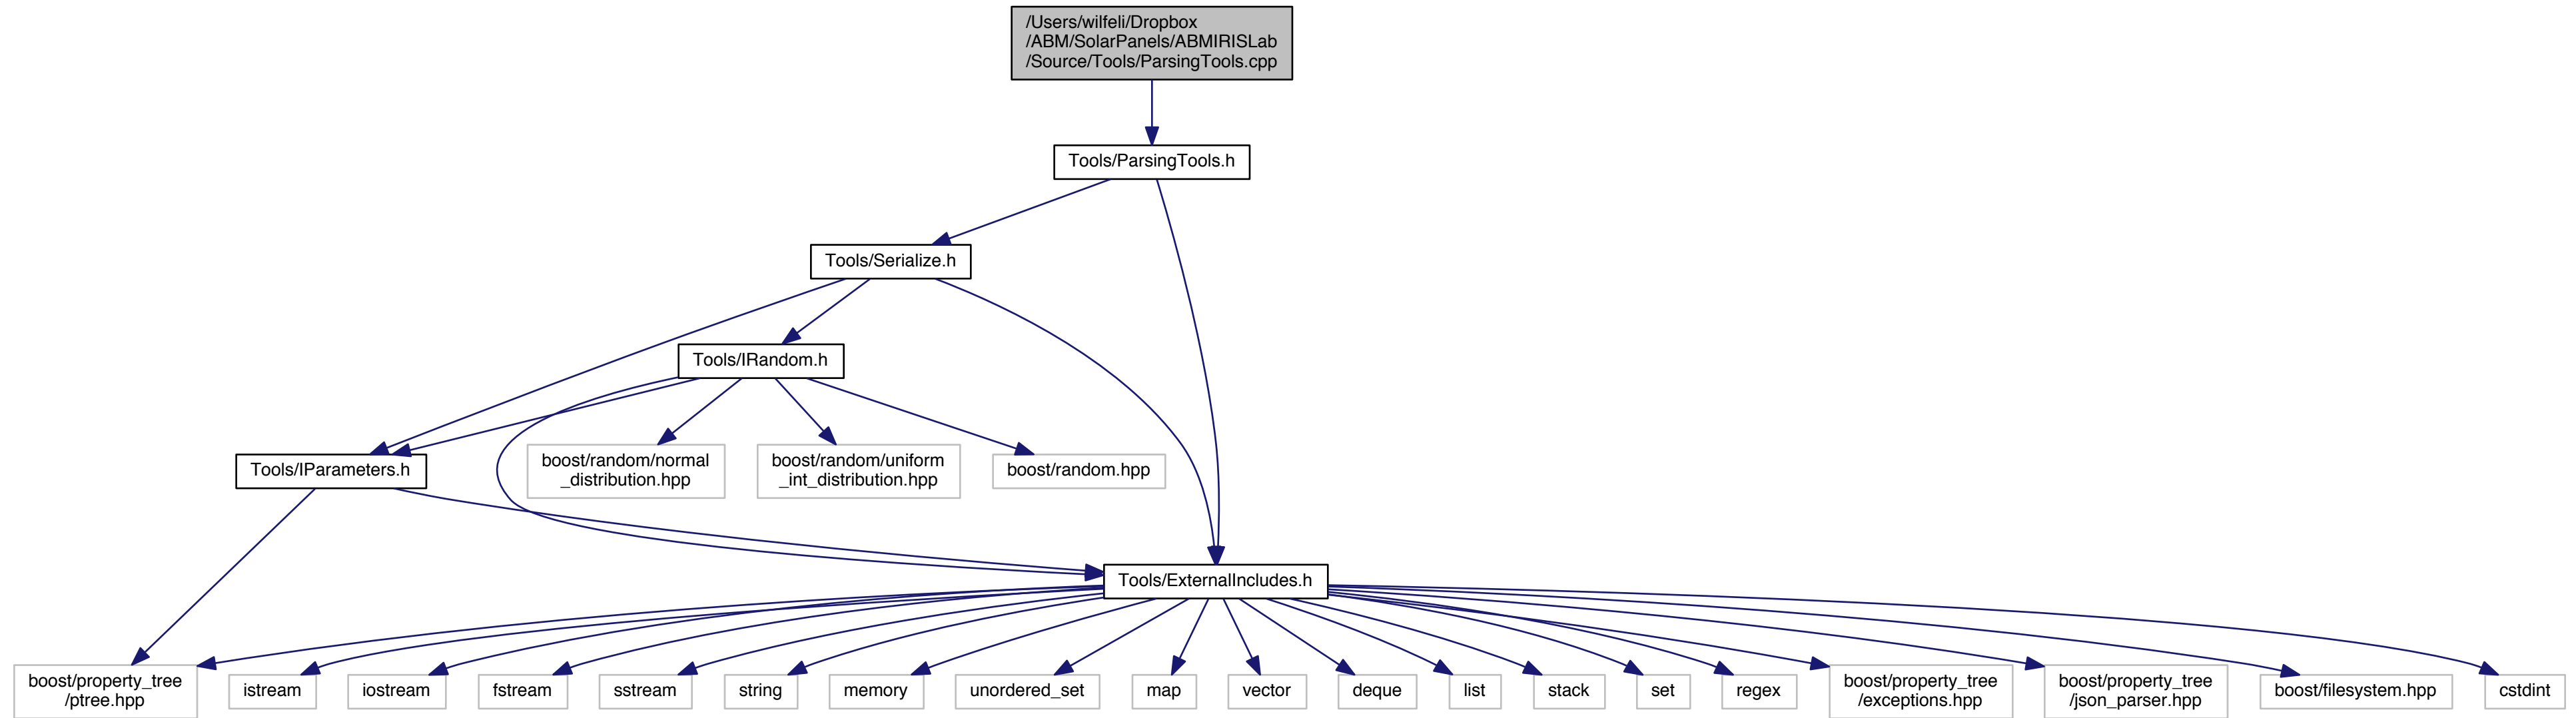 /Users/wilfeli/Dropbox
/ABM/SolarPanels/ABMIRISLab
/Source/Tools/ParsingTools.cpp
Tools/ParsingTools.h
Tools/Serialize.h
Tools/IRandom.h
Tools/IParameters.h
boost/random/normal
_distribution.hpp
boost/random/uniform
_int_distribution.hpp
boost/random.hpp
Tools/ExternalIncludes.h
boost/property_tree
/ptree.hpp
istream
iostream
fstream
sstream
string
memory
unordered_set
map
vector
deque
list
stack
set
regex
boost/property_tree
/exceptions.hpp
boost/property_tree
/json_parser.hpp
boost/filesystem.hpp
cstdint